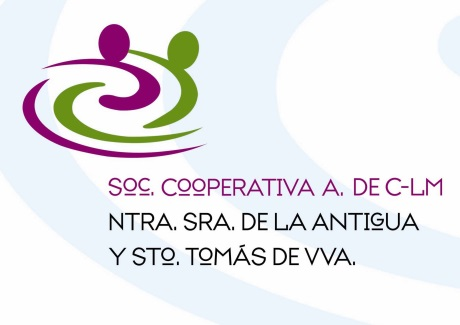 SOC. COOPERATIVA A. DE C-LM
NTRA. SRA. DE LA ANTIGUA
Y STO. TOMÁS DE VVA.